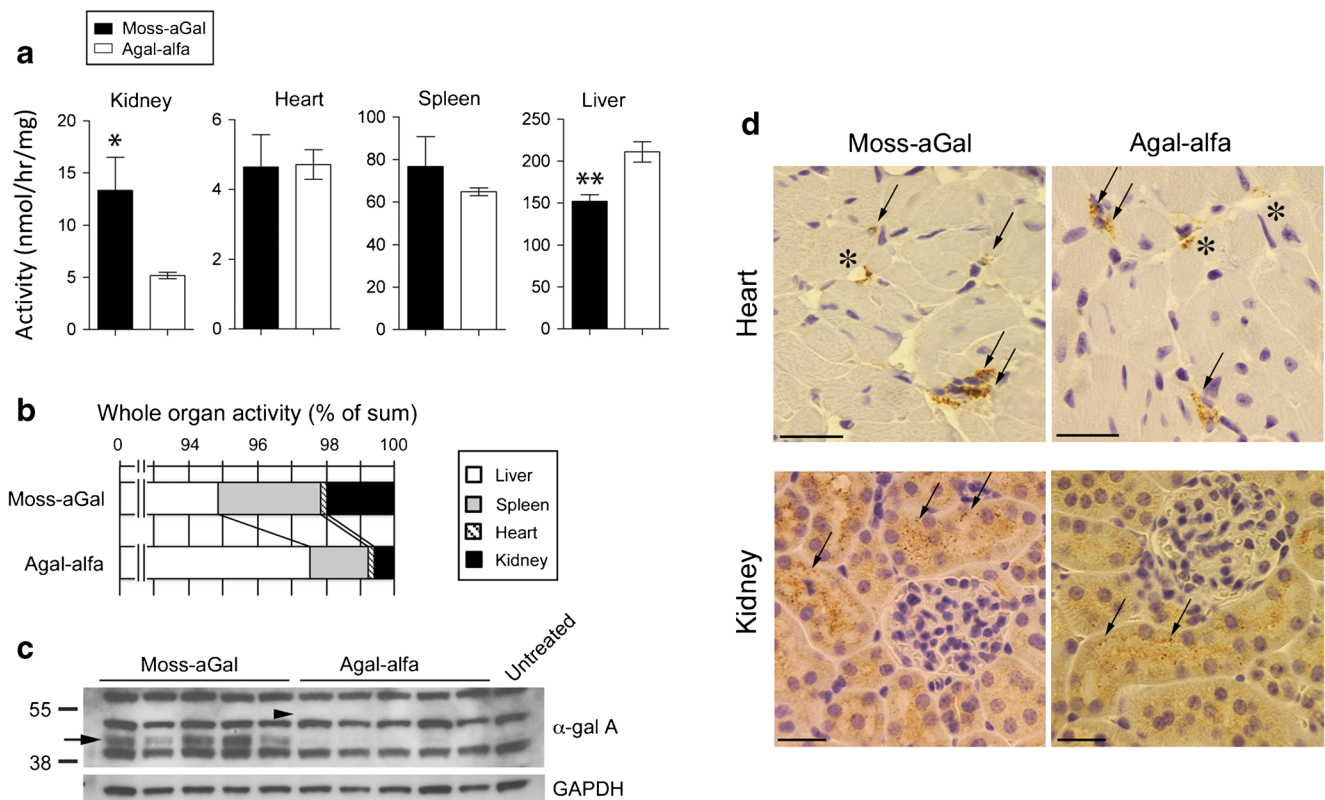 Moss-aGal
Agal-alfa
a
Kidney
Heart
Spleen
Liver
Activity (nmol/hr/mg)
20
15
10
5
0
*
6
4
2
0
100
80
60
40
20
0
250
200
150
100
50
0
**
b
Whole organ activity (% of sum)
0 94 96 98 100
Moss-aGal
Agal-alfa
Liver
Spleen
Heart
Kidney
c
Moss-aGal
Agal-alfa
Untreated
55
38
α-gal A
GAPDH
d
Moss-aGal
Agal-alfa
Heart
*
*
*
Kidney